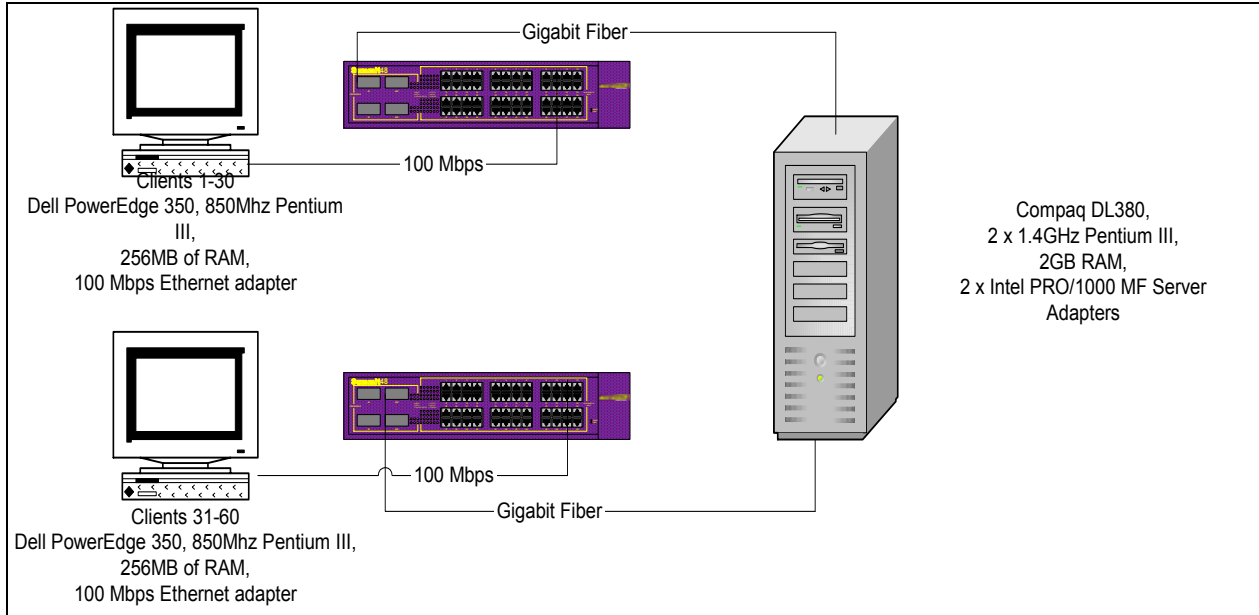 Gigabit Fiber
100 Mbps
Clients 1-30
Dell PowerEdge 350, 850Mhz Pentium
III,
256MB of RAM,
100 Mbps Ethernet adapter
Compaq DL380,
2 x 1.4GHz Pentium III,
2GB RAM,
2 x Intel PRO/1000 MF Server
Adapters
100 Mbps
Gigabit Fiber
Clients 31-60
Dell PowerEdge 350, 850Mhz Pentium III,
256MB of RAM,
100 Mbps Ethernet adapter